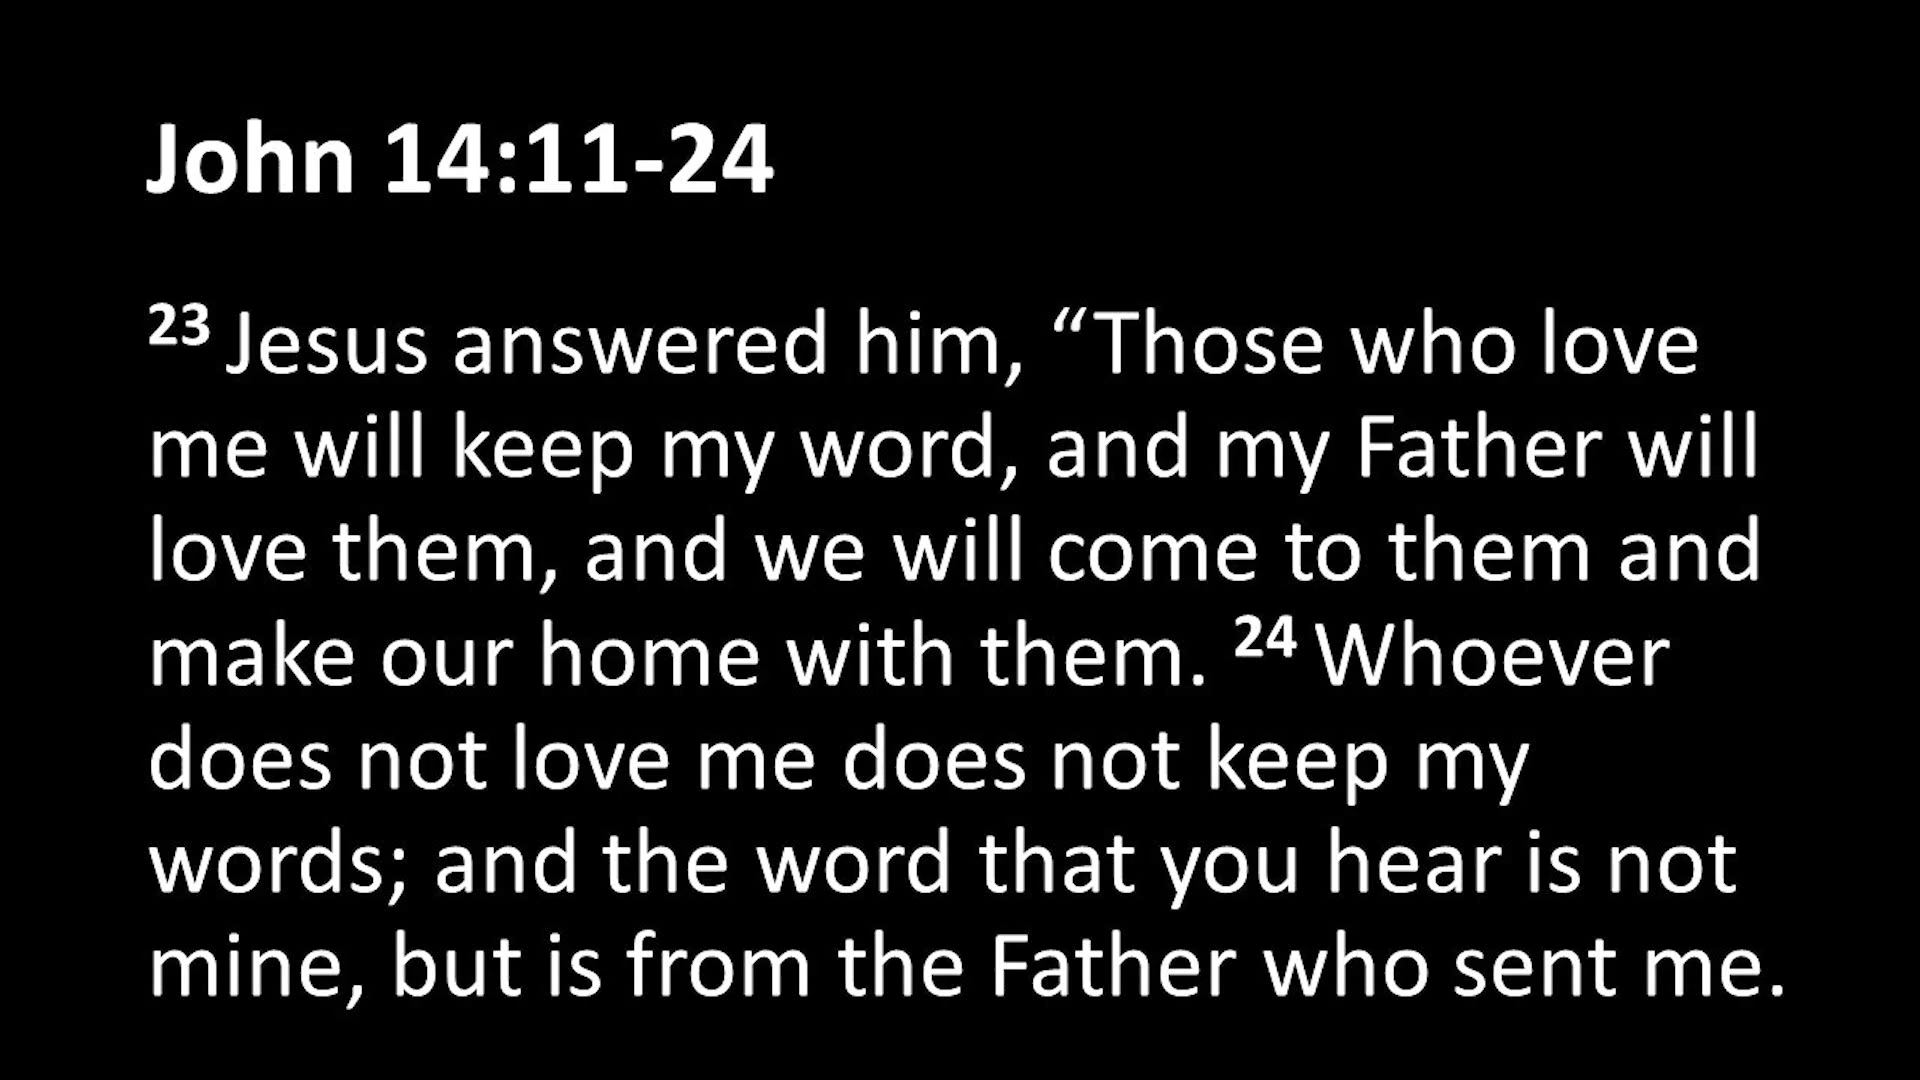 John 14:11-24
23 Jesus answered him, “Those who love
me will keep my word, and my Father will
love them, and we will come to them and
make our home with them. 24 Whoever
does not love me does not keep my
words; and the word that you hear is not
mine, but is from the Father who sent me.